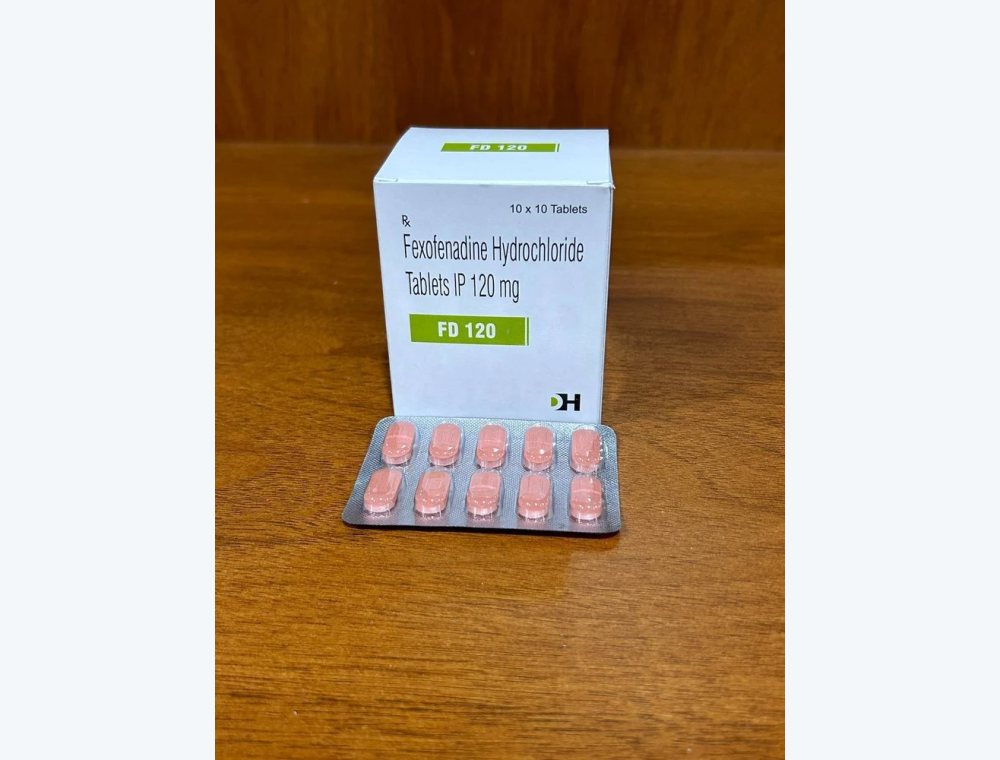 FD 120
10 x 10 Tablets
℞
Fexofenadine Hydrochloride
Tablets IP 120 mg
FD 120
DH